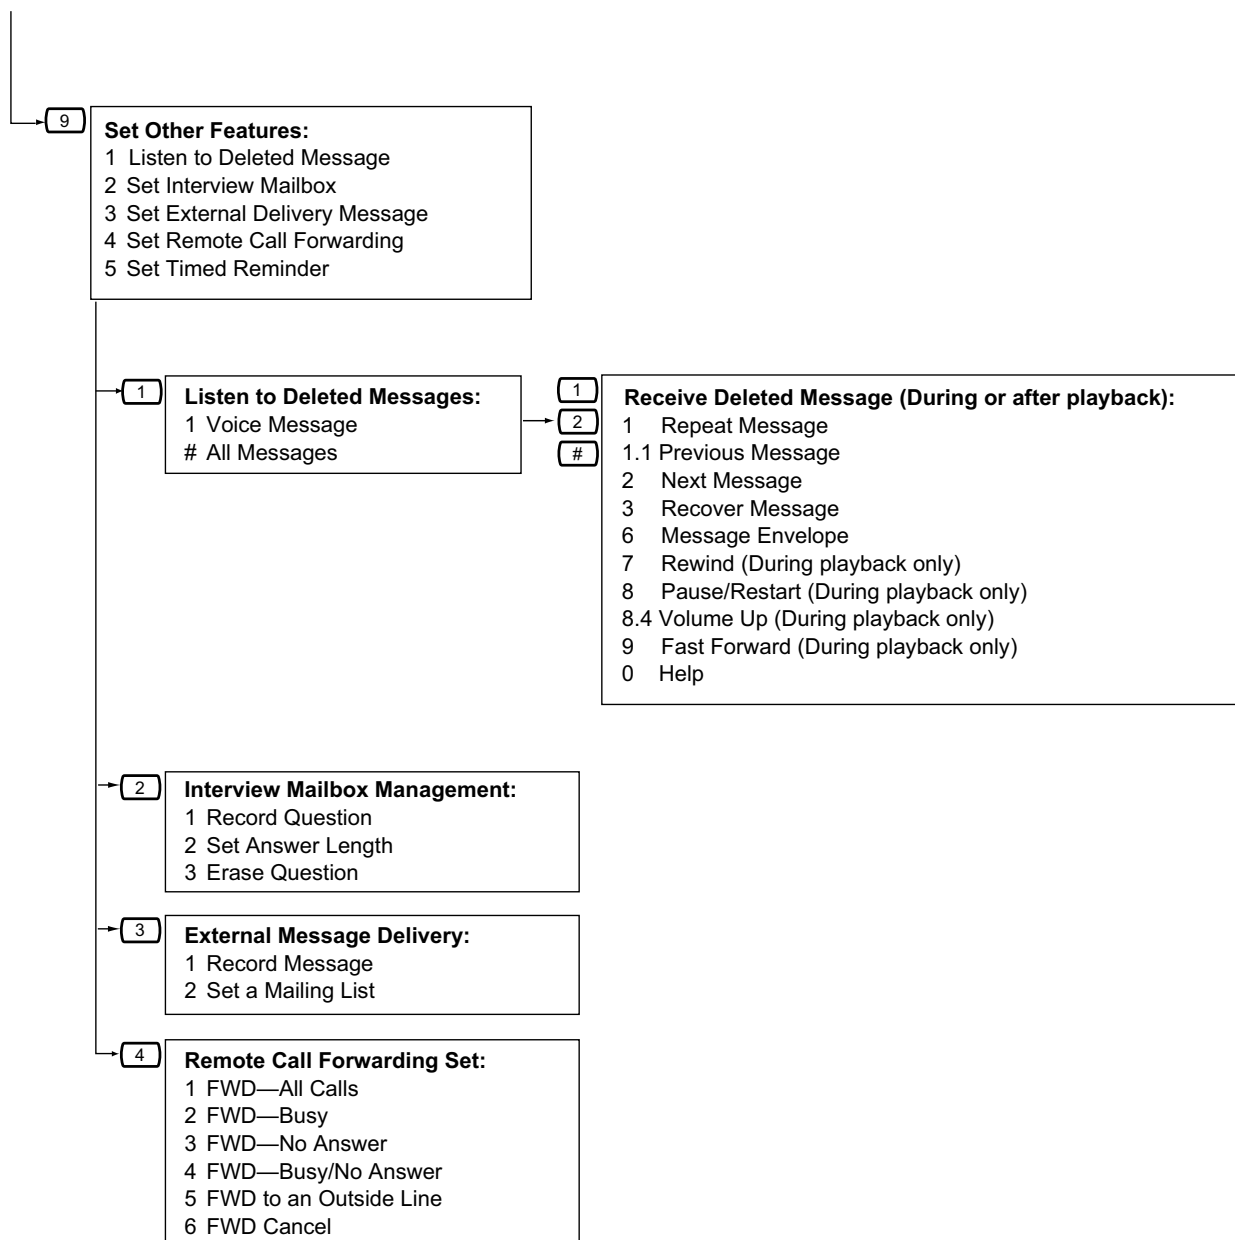 9
Set Other Features:
1 Listen to Deleted Message
2 Set Interview Mailbox
3 Set External Delivery Message
4 Set Remote Call Forwarding
5 Set Timed Reminder
1
Listen to Deleted Messages:
1 Voice Message
# All Messages
1
2
#
Receive Deleted Message (During or after playback):
1 Repeat Message
1.1 Previous Message
2 Next Message
3 Recover Message
6 Message Envelope
7 Rewind (During playback only)
8 Pause/Restart (During playback only)
8.4 Volume Up (During playback only)
9 Fast Forward (During playback only)
0 Help
2
Interview Mailbox Management:
1 Record Question
2 Set Answer Length
3 Erase Question
3
External Message Delivery:
1 Record Message
2 Set a Mailing List
4
Remote Call Forwarding Set:
1 FWD—All Calls
2 FWD—Busy
3 FWD—No Answer
4 FWD—Busy/No Answer
5 FWD to an Outside Line
6 FWD Cancel